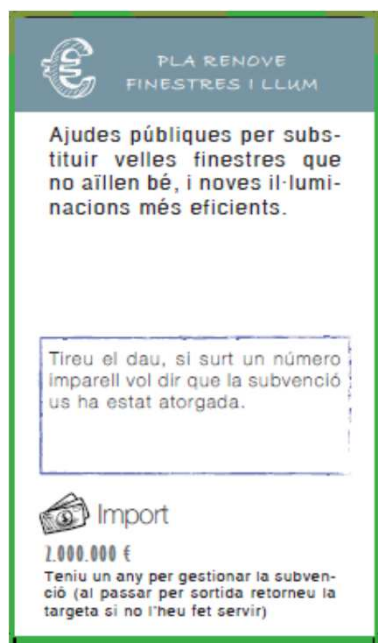 PLA RENOVE
FINESTRES I LLUM
Ajudes públiques per subs-
tituir velles finestres que
no aïllen bé, i noves il·lumi-
nacions més eficients.
Tireu el dau, si surt un número
imparell vol dir que la subvenció
us ha estat atorgada.
Import
1.000.000 €
Teniu un any per gestionar la subven-
ció (al passar per sortida retorneu la
targeta si no l'heu fet servir)